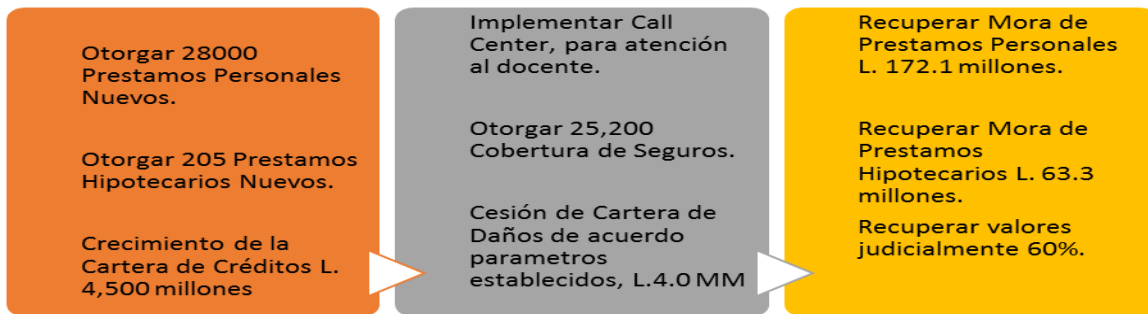 Otorgar 28000
Prestamos Personales
Nuevos.
Otorgar 205 Prestamos
Hipotecarios Nuevos.
Crecimiento de la
Cartera de Créditos L.
4,500 millones
Implementar Call
Center, para atención
al docente.
Otorgar 25,200
Cobertura de Seguros.
Cesión de Cartera de
Daños de acuerdo
parametros
establecidos, L.4.0 MM
Recuperar Mora de
Prestamos Personales
L. 172.1 millones.
Recuperar Mora de
Prestamos
Hipotecarios L. 63.3
millones.
Recuperar valores
judicialmente 60%.